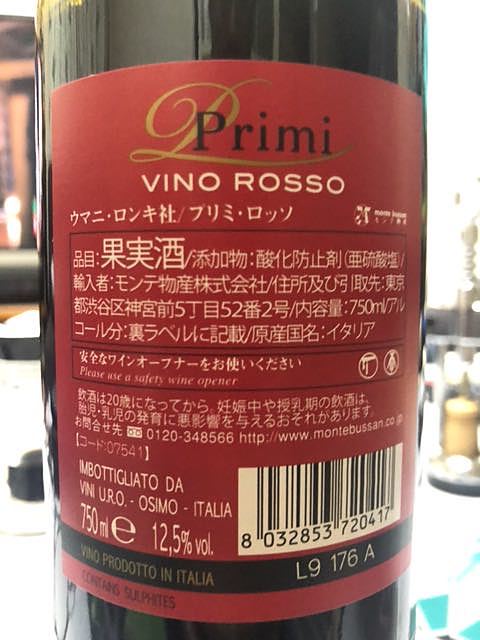 Primi
VINO ROSSO
ウマニ・ロンキ社/プリミ・ロッソ
monte bussan
モンテ物産
品目:果実酒/添加物:酸化防止剤(亜硫酸塩)/
輸入者:モンテ物産株式会社/住所及び引取先:東京
都渋谷区神宮前5丁目52番2号/内容量:750ml/アル
コール分:裏ラベルに記載/原産国名:イタリア
安全なワインオープナーをお使いください
Please use a safety wine opener
飲酒は20歳になってから。妊娠中や授乳期の飲酒は、
胎児・乳児の発育に悪影響を与えるおそれがあります。
お問合せ先 0120-348566 http://www.montebussan.co.jp
【コード:07541】
IMBOTTIGLIATO DA
VINI U.R.O. - OSIMO - ITALIA
750 ml e 12,5% vol.
8 032853 720417
VINO PRODOTTO IN ITALIA
L9 176 A
CONTAINS SULPHITES